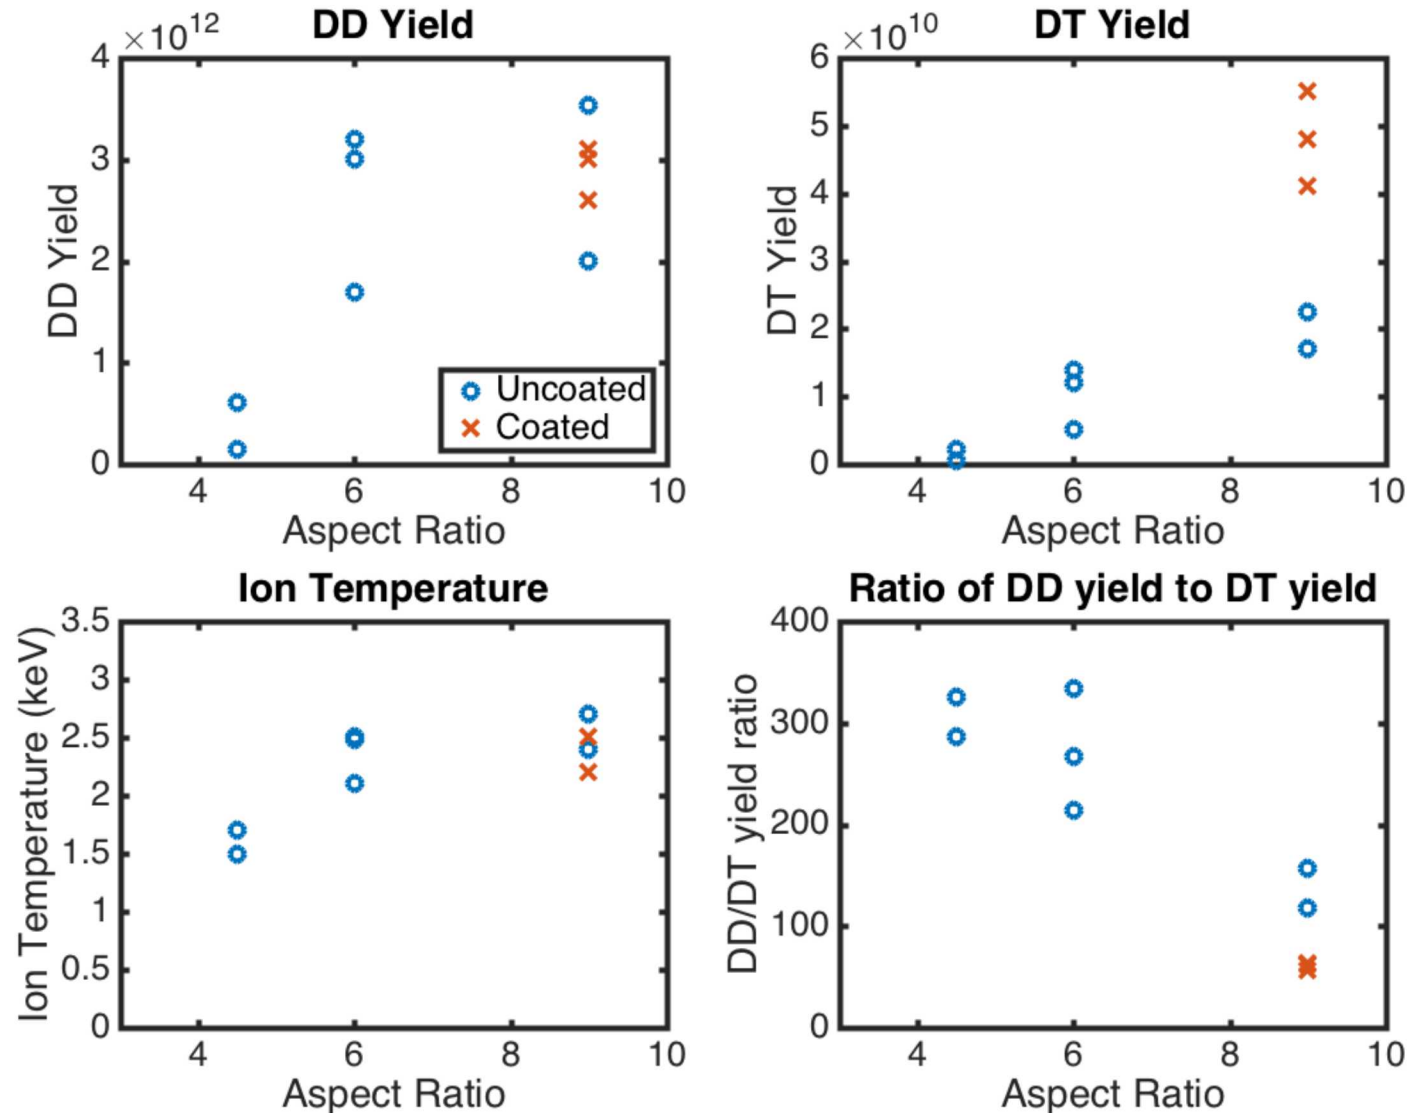 ×10¹² DD Yield
4
3
2
1
0
DD Yield
Uncoated
Coated
4 6 8 10
Aspect Ratio
×10¹⁰ DT Yield
6
5
4
3
2
1
0
DT Yield
4 6 8 10
Aspect Ratio
Ion Temperature
3.5
3
2.5
2
1.5
1
0.5
0
Ion Temperature (keV)
4 6 8 10
Aspect Ratio
Ratio of DD yield to DT yield
400
300
200
100
0
DD/DT yield ratio
4 6 8 10
Aspect Ratio